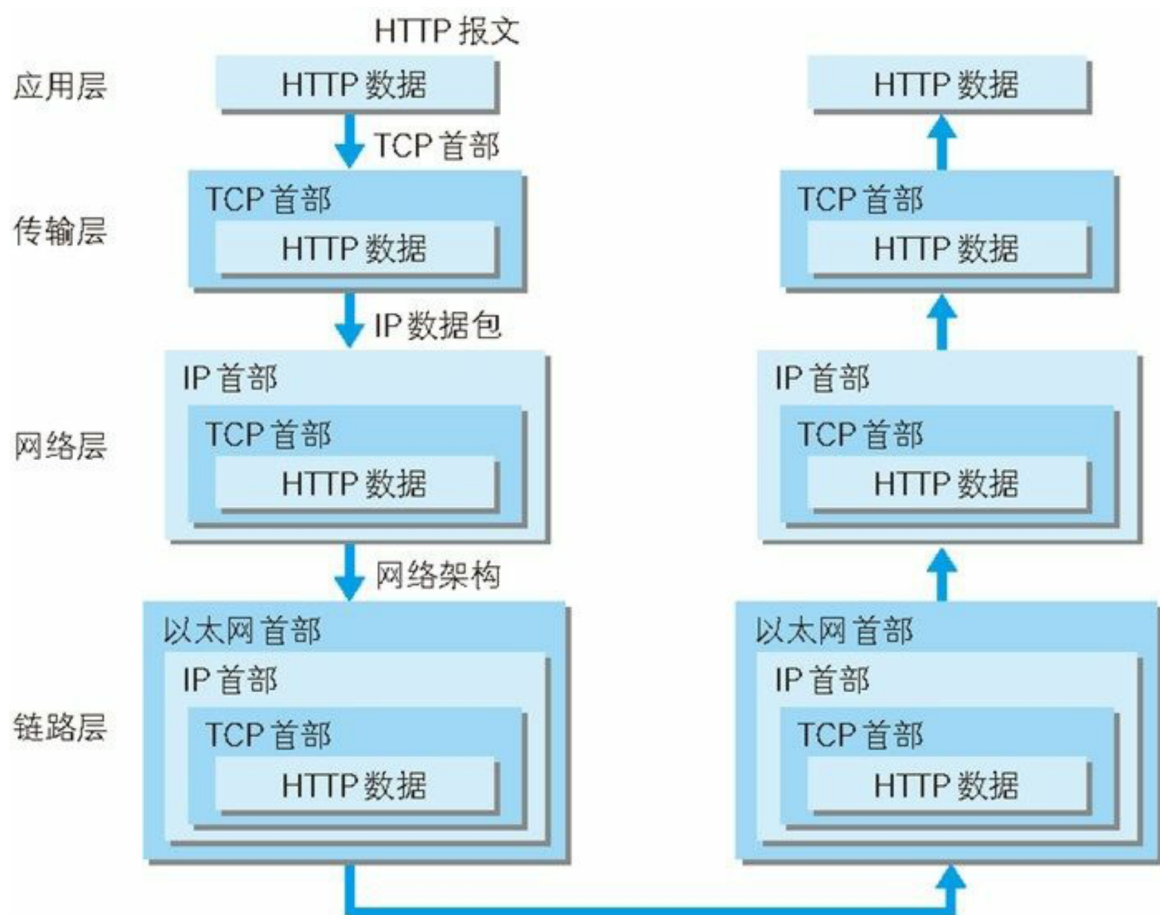 HTTP 报文
应用层
HTTP 数据
HTTP 数据
TCP 首部
传输层
TCP 首部
HTTP 数据
TCP 首部
HTTP 数据
IP 数据包
网络层
IP 首部
TCP 首部
HTTP 数据
IP 首部
TCP 首部
HTTP 数据
网络架构
链路层
以太网首部
IP 首部
TCP 首部
HTTP 数据
以太网首部
IP 首部
TCP 首部
HTTP 数据